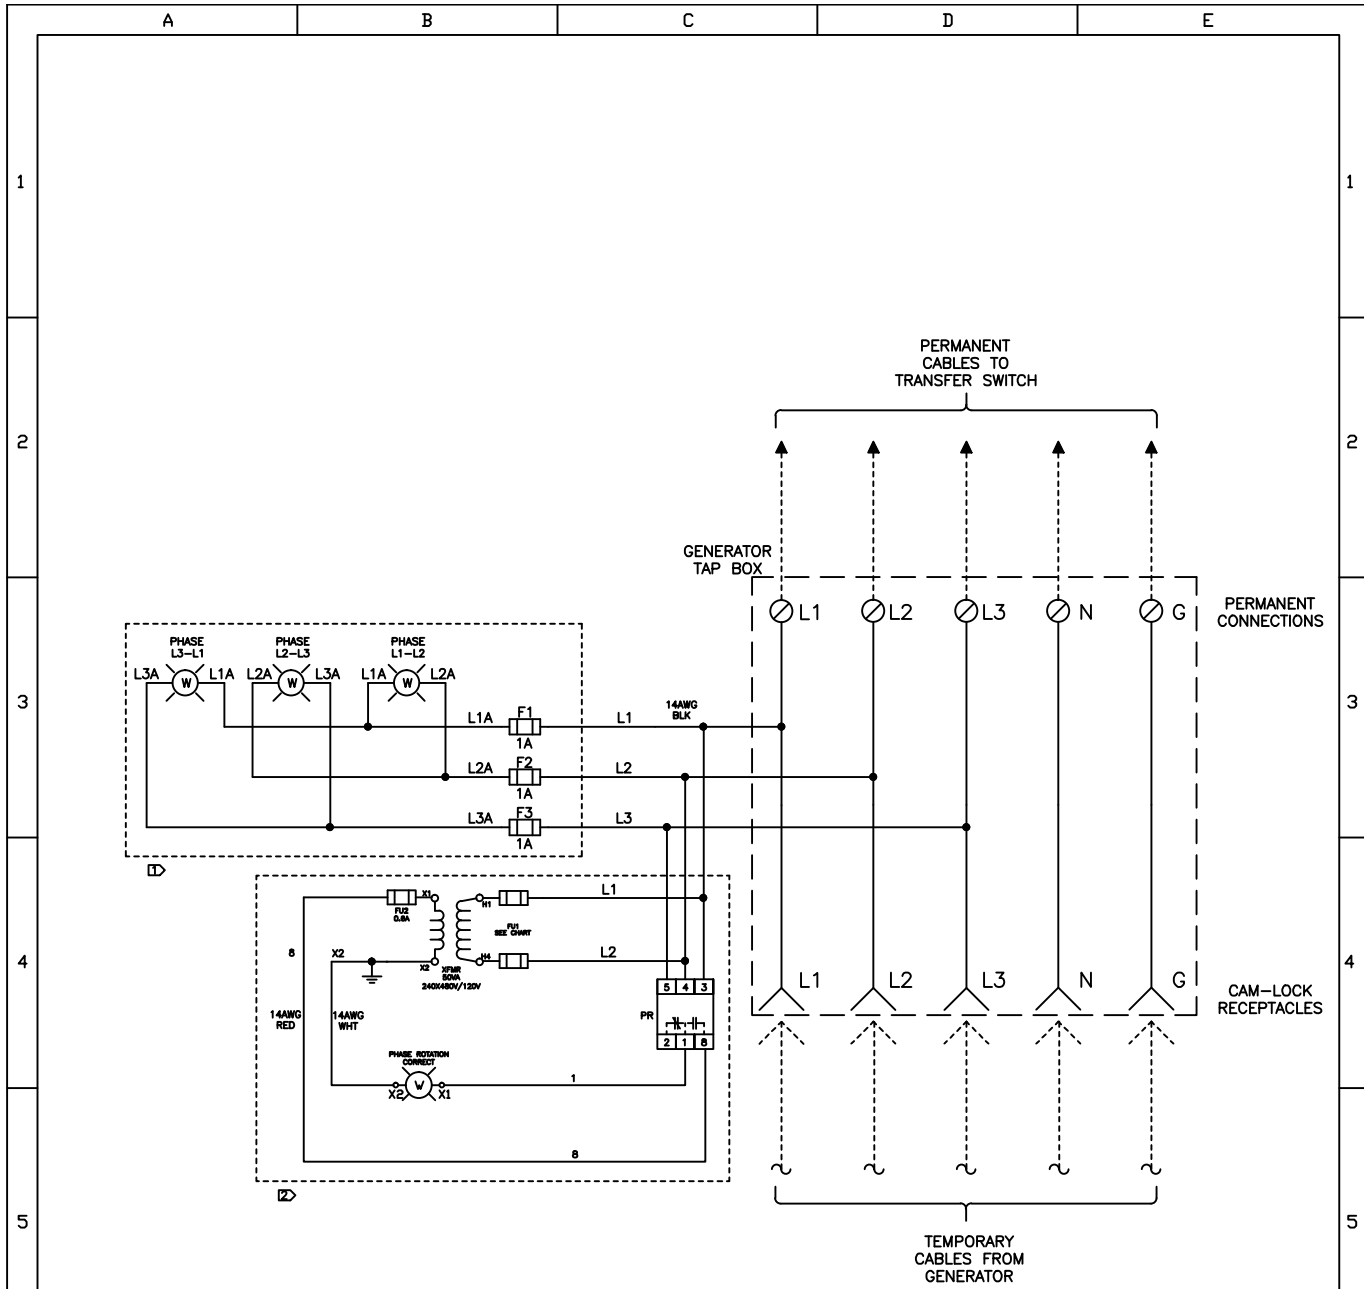 A B C D E
1 1
PERMANENT
CABLES TO
TRANSFER SWITCH
2 2
GENERATOR
TAP BOX
L1 L2 L3 N G
PERMANENT
CONNECTIONS
PHASE
L3-L1
PHASE
L2-L3
PHASE
L1-L2
L3A W L1A L2A W L3A L1A W L2A
3 3
14AWG
BLK
L1A F1 L1
1A
L2A F2 L2
1A
L3A F3 L3
1A
1
X1 H1 L1
FU2
0.8A
FU1
SEE CHART
8 X2 X2 H4 L2
4 4
XFMR
50VA
240X480V/120V
5 4 3
L1 L2 L3 N G
CAM-LOCK
RECEPTACLES
14AWG
RED
14AWG
WHT
PR
2 1 8
PHASE ROTATION
CORRECT
X2 W X1 1
8
2
5 5
TEMPORARY
CABLES FROM
GENERATOR